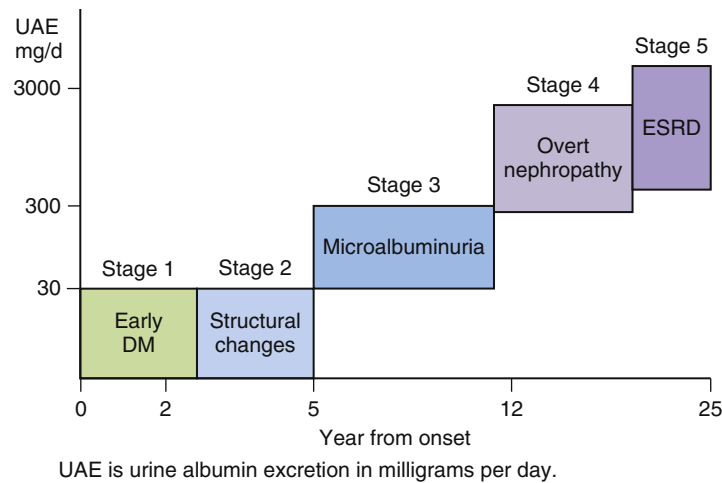 UAE
mg/d
Stage 5
3000
Stage 4
ESRD
Overt
nephropathy
Stage 3
300
Microalbuminuria
Stage 1
Stage 2
30
Early
DM
Structural
changes
0
2
5
12
25
Year from onset
UAE is urine albumin excretion in milligrams per day.